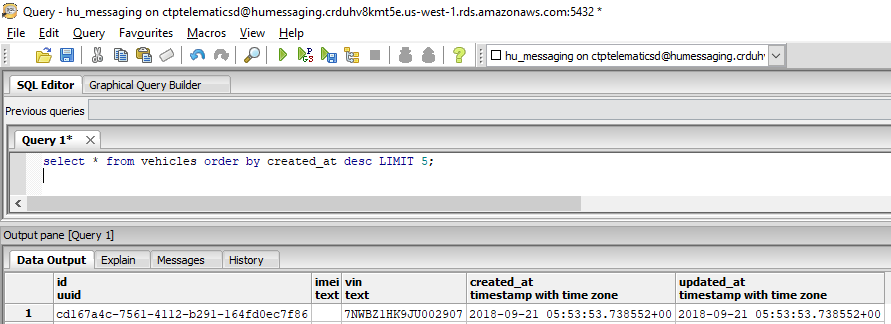 Query - hu_messaging on ctptelematicsd@humessaging.crduhv8kmt5e.us-west-1.rds.amazonaws.com:5432 *
File Edit Query Favourites Macros View Help
hu_messaging on ctptelematicsd@humessaging.crduhv
SQL Editor Graphical Query Builder
Previous queries
Query 1*
select * from vehicles order by created_at desc LIMIT 5;
Output pane [Query 1]
Data Output Explain Messages History
id imei vin created_at updated_at
uuid text text timestamp with time zone timestamp with time zone
1 cd167a4c-7561-4112-b291-164fd0ec7f86 7NWBZ1HK9JU002907 2018-09-21 05:53:53.738552+00 2018-09-21 05:53:53.738552+00